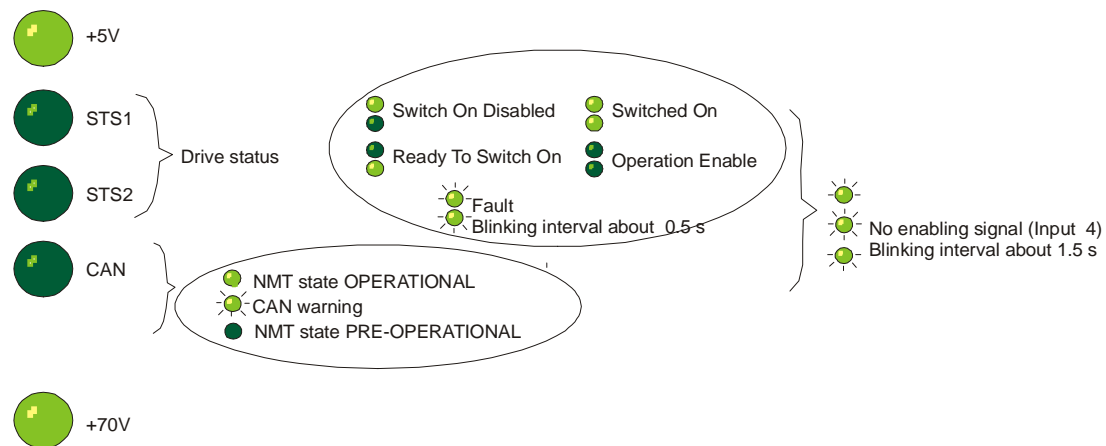 +5V
STS1
STS2
Drive status
CAN
+70V
Switch On Disabled
Switched On
Ready To Switch On
Operation Enable
Fault
Blinking interval about 0.5 s
NMT state OPERATIONAL
CAN warning
NMT state PRE-OPERATIONAL
No enabling signal (Input 4)
Blinking interval about 1.5 s